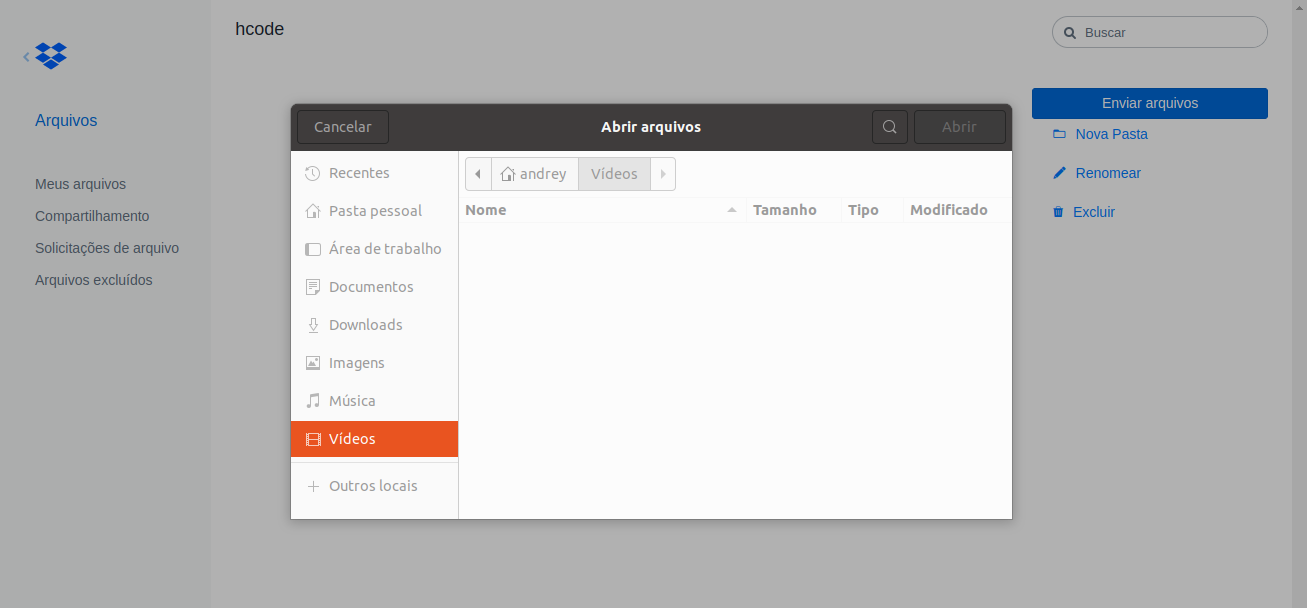 hcode
Buscar
Arquivos
Meus arquivos
Compartilhamento
Solicitações de arquivo
Arquivos excluídos
Enviar arquivos
Nova Pasta
Renomear
Excluir
Cancelar
Abrir arquivos
Abrir
Recentes
Pasta pessoal
Área de trabalho
Documentos
Downloads
Imagens
Música
Vídeos
Outros locais
andrey Vídeos
Nome Tamanho Tipo Modificado